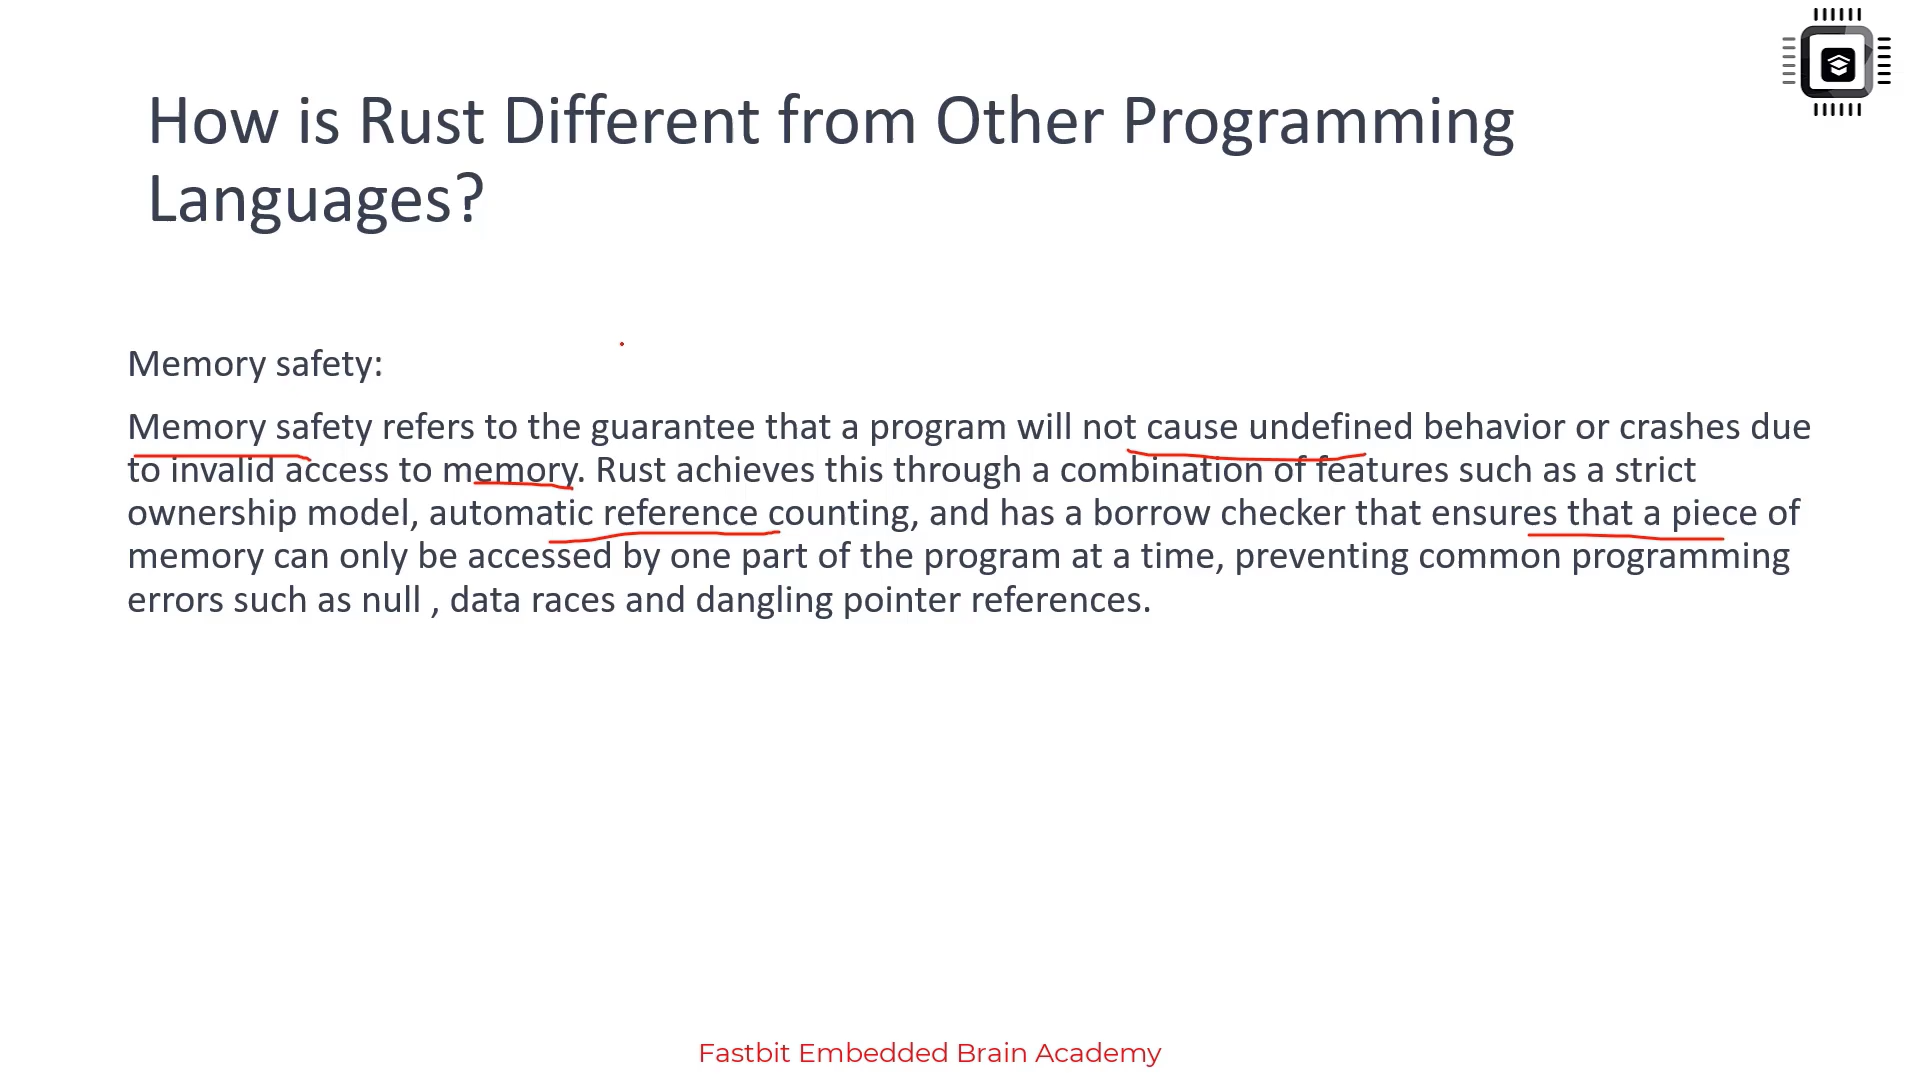 How is Rust Different from Other Programming
Languages?
Memory safety:
Memory safety refers to the guarantee that a program will not cause undefined behavior or crashes due
to invalid access to memory. Rust achieves this through a combination of features such as a strict
ownership model, automatic reference counting, and has a borrow checker that ensures that a piece of
memory can only be accessed by one part of the program at a time, preventing common programming
errors such as null , data races and dangling pointer references.
Fastbit Embedded Brain Academy